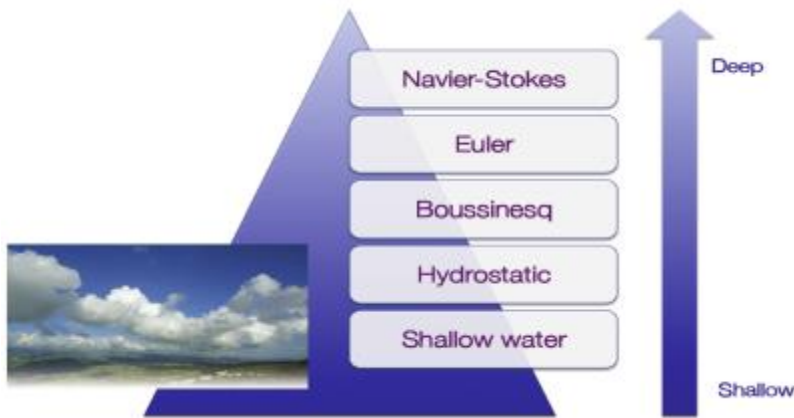 Navier-Stokes
Deep
Euler
Boussinesq
Hydrostatic
Shallow water
Shallow